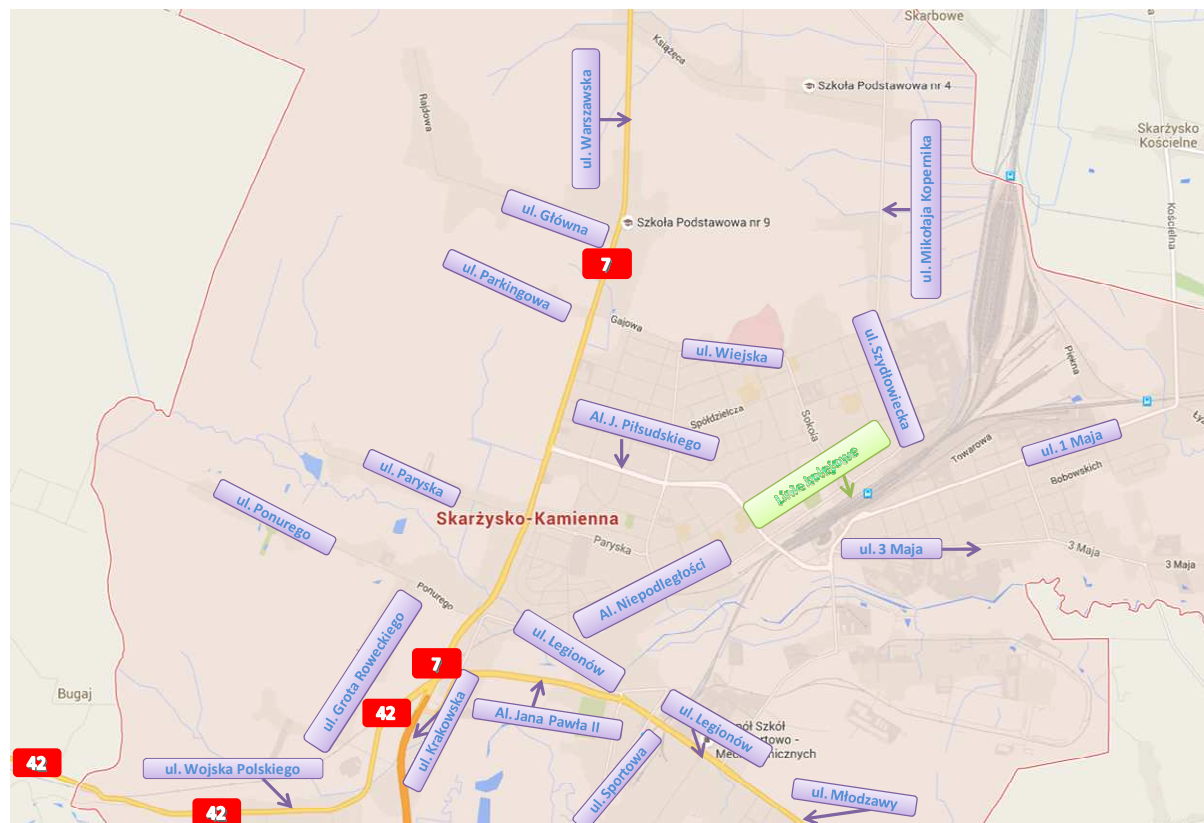 Skarbowe
Książęca
Szkoła Podstawowa nr 4
Rajdowa
ul. Warszawska
Skarżysko
Kościelne
ul. Mikołaja Kopernika
ul. Główna
Szkoła Podstawowa nr 9
Kościelna
7
ul. Parkingowa
Gajowa
ul. Wiejska
ul. Szydłowiecka
Piękna
Spółdzielcza
Sokola
Al. J. Piłsudskiego
Towarowa
ul. 1 Maja
Bobowskich
Linie kolejowe
ul. Paryska
ul. Ponurego
Skarżysko-Kamienna
Paryska
ul. 3 Maja
3 Maja
3 Maja
Al. Niepodległości
Ponurego
ul. Grota Roweckiego
ul. Legionów
7
Bugaj
42
ul. Krakowska
Al. Jana Pawła II
ul. Legionów
Szkół
42
ul. Wojska Polskiego
ul. Sportowa
ul. Młodzawy
42